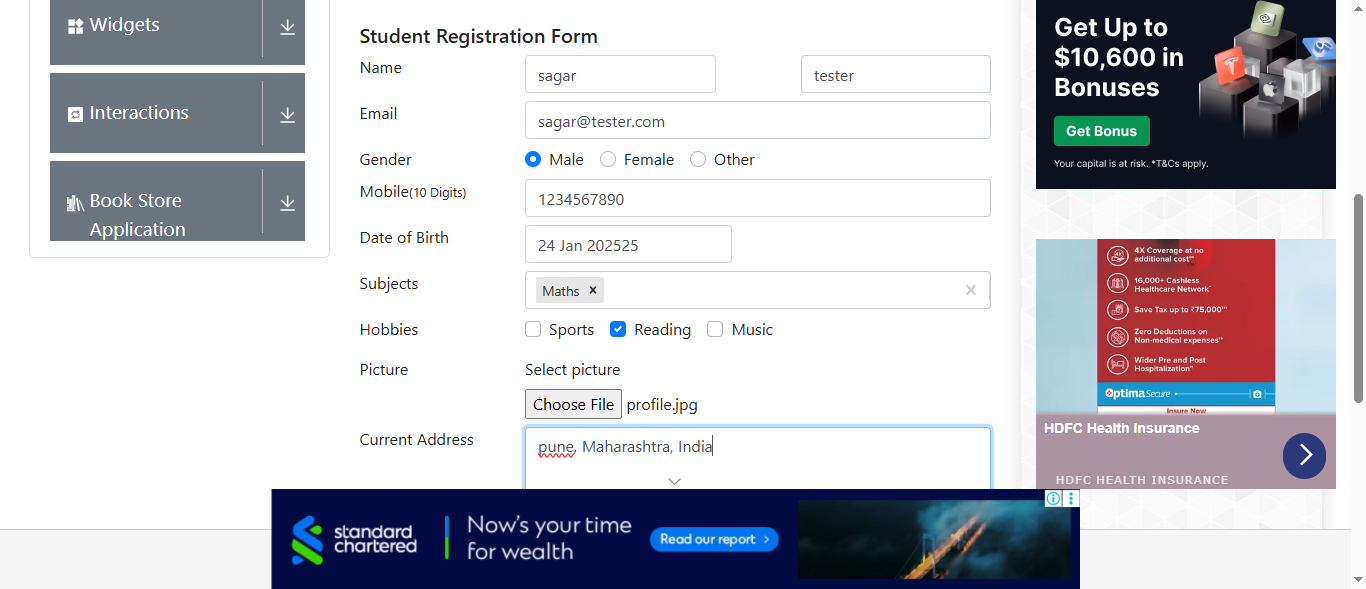 Widgets
Interactions
Book Store
Application
Student Registration Form
Name
sagar
tester
Email
sagar@tester.com
Gender
Male
Female
Other
Mobile(10 Digits)
1234567890
Date of Birth
24 Jan 202525
Subjects
Maths
Hobbies
Sports
Reading
Music
Picture
Select picture
Choose File profile.jpg
Current Address
pune, Maharashtra, India
Get Up to
$10,600 in
Bonuses
Get Bonus
Your capital is at risk. *T&Cs apply.
4X Coverage at no
additional cost**
16,000+ Cashless
Healthcare Network*
Save Tax up to ₹75,000***
Zero Deductions on
Non-medical expenses**
Wider Pre and Post
Hospitalization*
Optima Secure
Insure Now
HDFC Health Insurance
HDFC HEALTH INSURANCE
standard
chartered
Now's your time
for wealth
Read our report